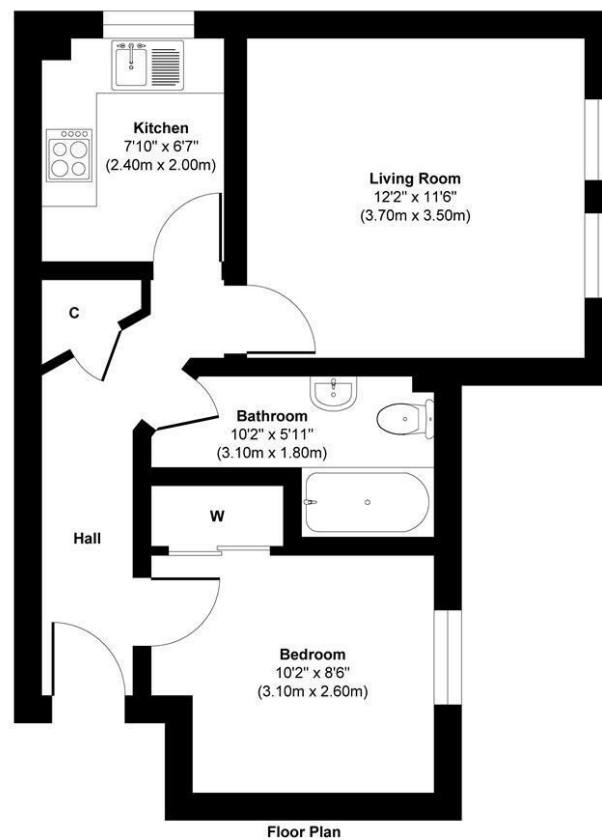 Kitchen
7'10" x 6'7"
(2.40m x 2.00m)
Living Room
12'2" x 11'6"
(3.70m x 3.50m)
C
Bathroom
10'2" x 5'11"
(3.10m x 1.80m)
W
Hall
Bedroom
10'2" x 8'6"
(3.10m x 2.60m)
Floor Plan